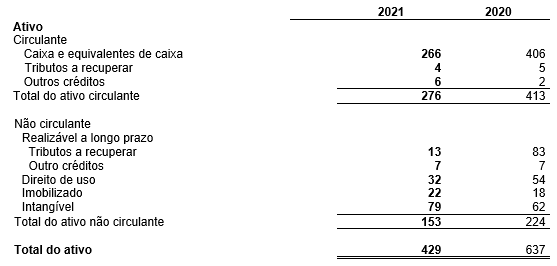 2021 2020
Ativo
Circulante
Caixa e equivalentes de caixa 266 406
Tributos a recuperar 4 5
Outros créditos 6 2
Total do ativo circulante 276 413
Não circulante
Realizável a longo prazo
Tributos a recuperar 13 83
Outro créditos 7 7
Direito de uso 32 54
Imobilizado 22 18
Intangível 79 62
Total do ativo não circulante 153 224
Total do ativo 429 637